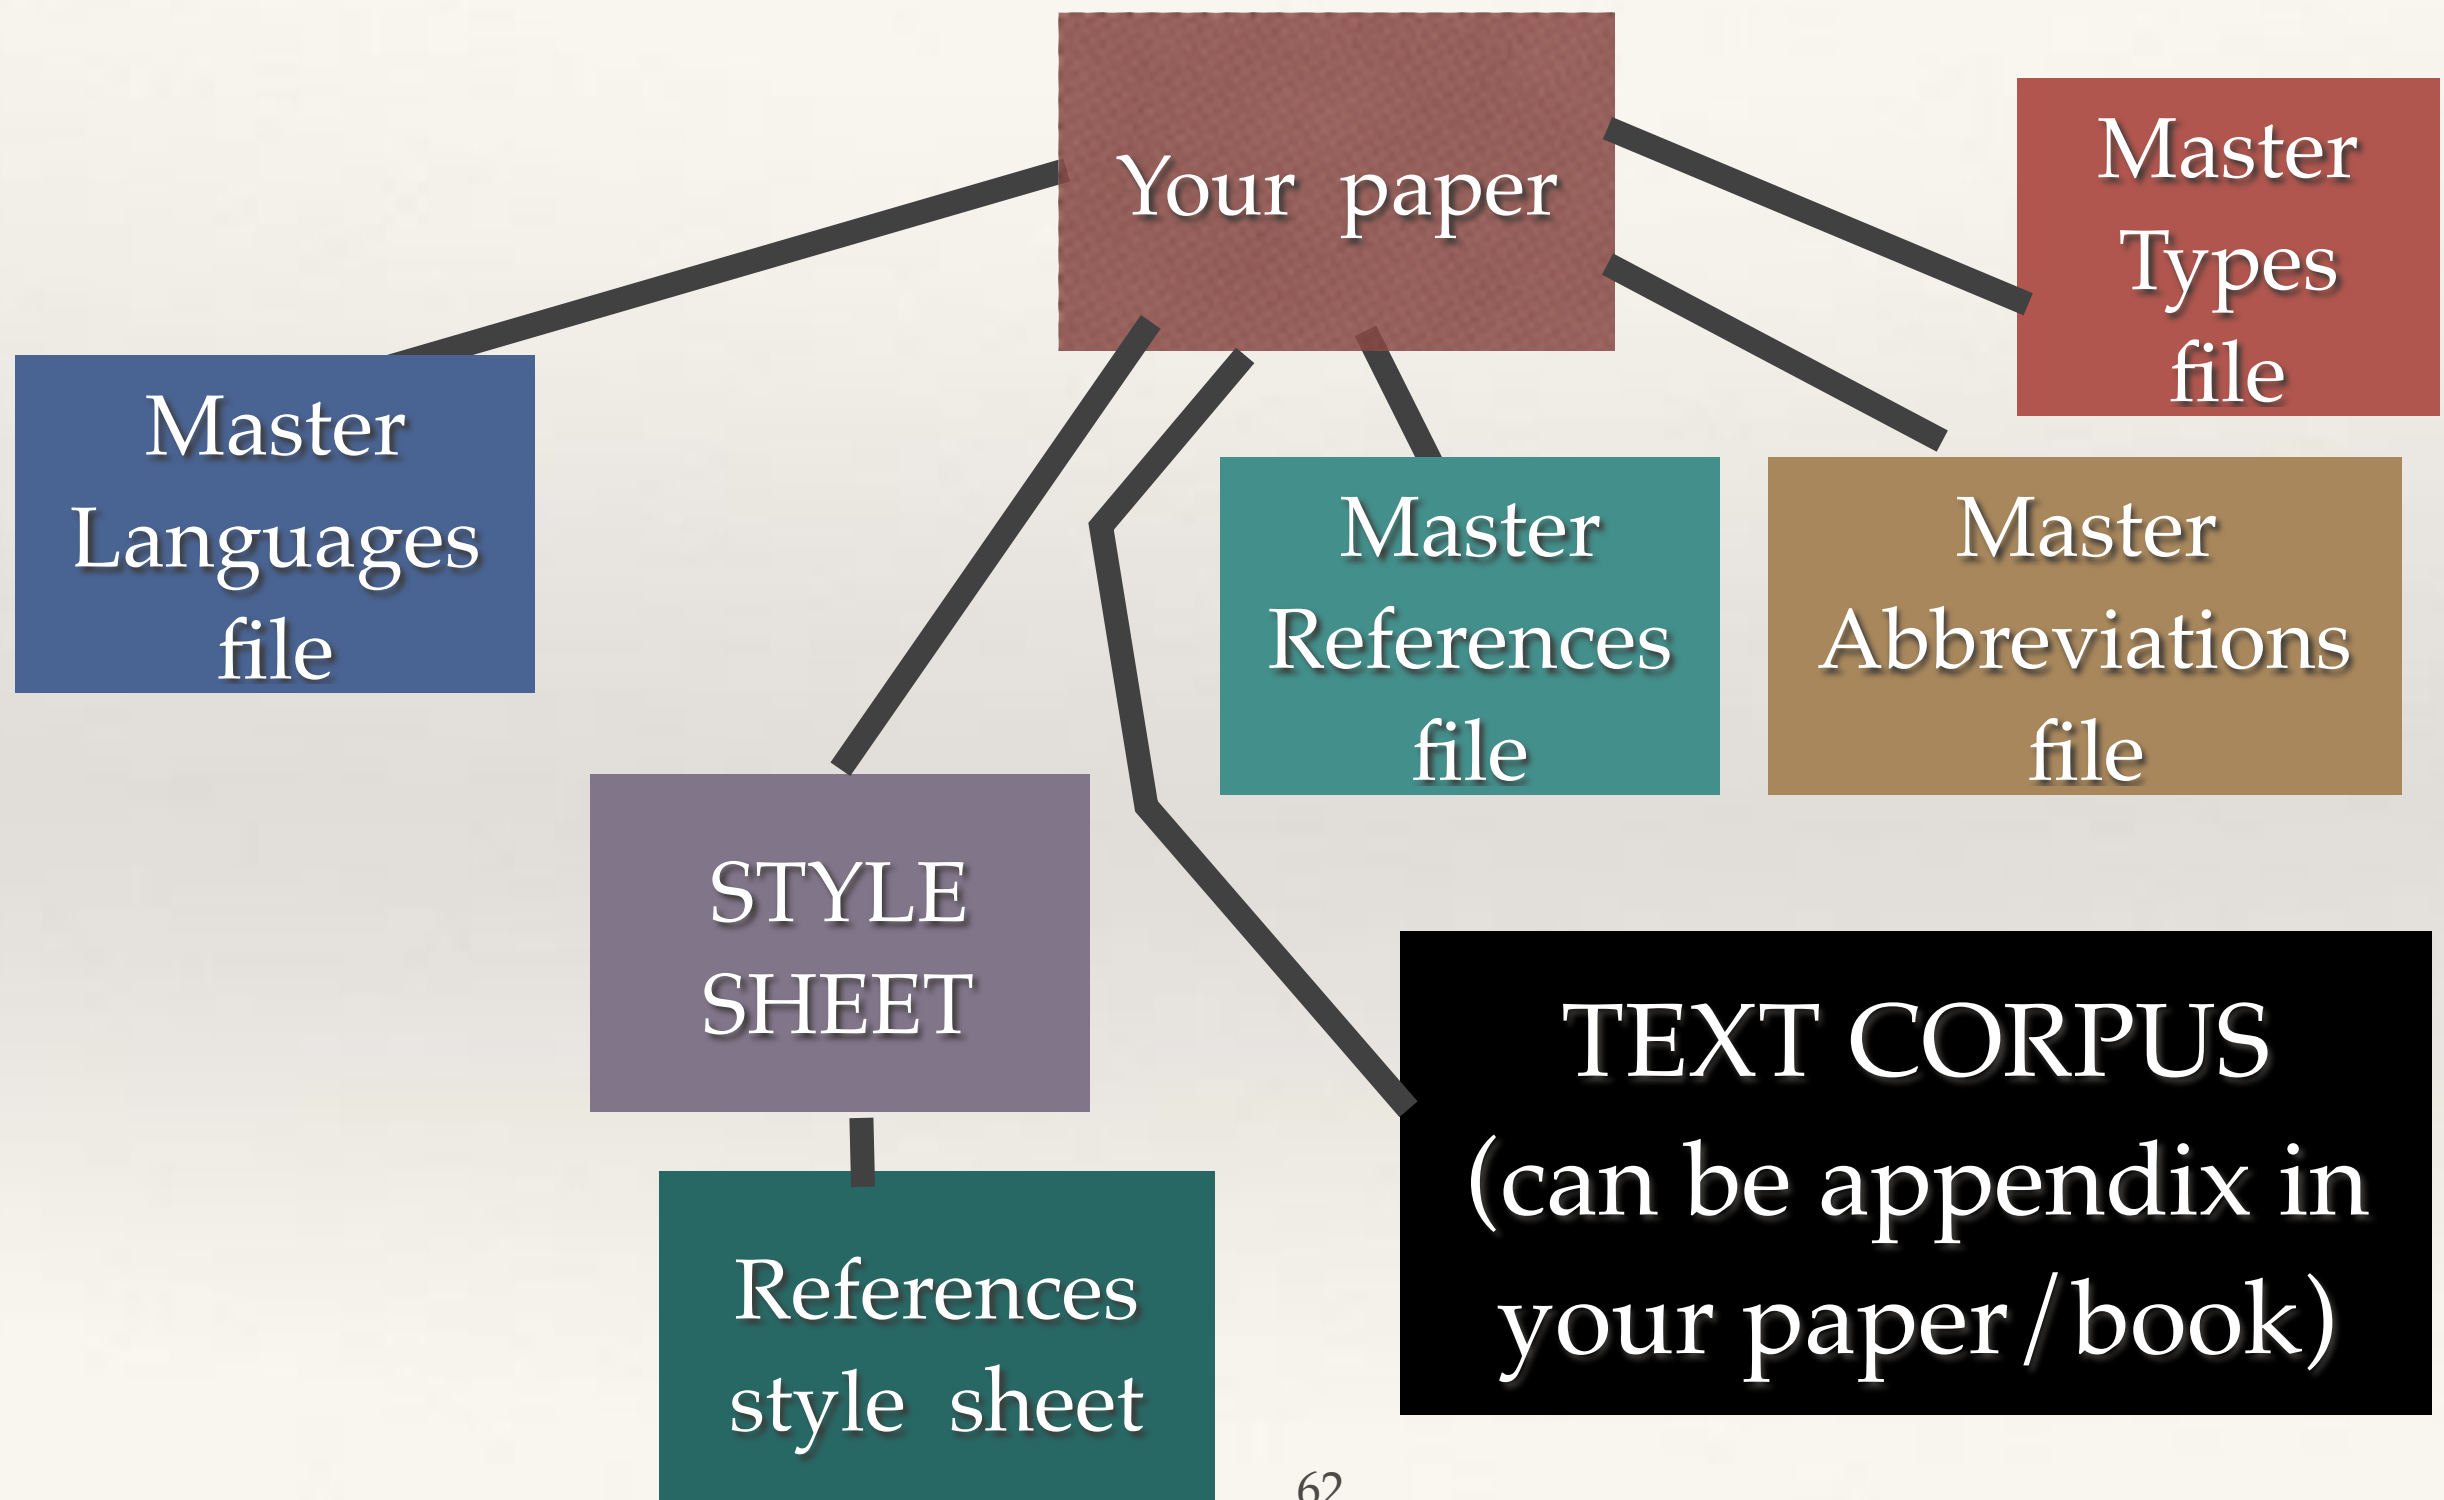 Your paper
Master
Types
file
Master
Languages
file
Master
References
file
Master
Abbreviations
file
STYLE
SHEET
TEXT CORPUS
(can be appendix in
your paper/book)
References
style sheet
62